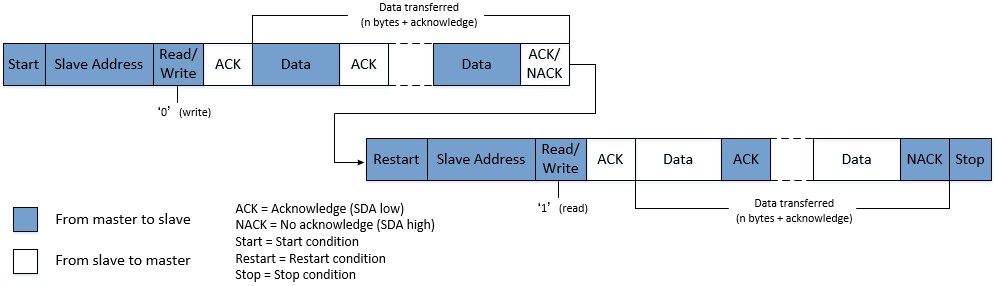 Data transferred
(n bytes + acknowledge)
Start
Slave Address
Read/
Write
ACK
Data
ACK
Data
ACK/
NACK
‘0’ (write)
Restart
Slave Address
Read/
Write
ACK
Data
ACK
Data
NACK
Stop
‘1’ (read)
Data transferred
(n bytes + acknowledge)
From master to slave
From slave to master
ACK = Acknowledge (SDA low)
NACK = No acknowledge (SDA high)
Start = Start condition
Restart = Restart condition
Stop = Stop condition